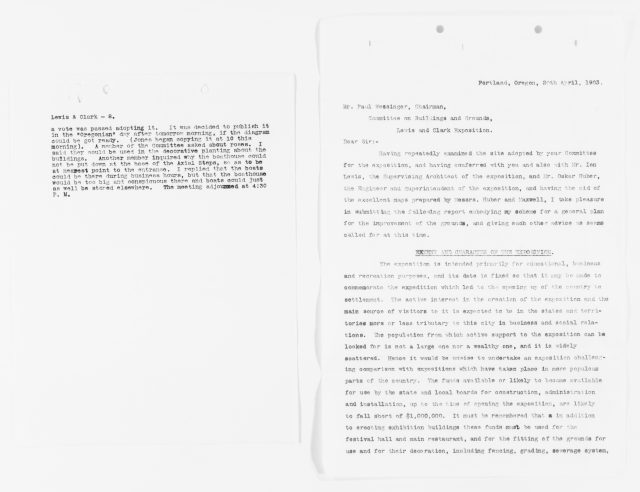 Lewis & Clark - 8.
a vote was passed adopting it. It was decided to publish it
in the "Oregonian" day after tomorrow morning, if the diagram
could be got ready. (Jones began copying it at 10 this
morning). A member of the Committee asked about roses. I
said they could be used in the decorative planting about the
buildings. Another member inquired why the boathouse could
not be put down at the base of the Axial Steps, so as to be
at nearest point to the entrance. I replied that the boats
could be there during business hours, but that the boathouse
would be too big and conspicuous there and boats could just
as well be stored elsewhere. The meeting adjourned at 4:30
P. M.
Portland, Oregon, 30th April, 1903.
Mr. Paul Wessinger, Chairman,
Committee on Buildings and Grounds,
Lewis and Clark Exposition.
Dear Sir:-
Having repeatedly examined the site adopted by your Committee
for the exposition, and having conferred with you and also with Mr. Ion
Lewis, the Supervising Architect of the exposition, and Mr. Oskar Huber,
the Engineer and Superintendent of the exposition, and having the aid of
the excellent maps prepared by Messrs. Huber and Maxwell, I take pleasure
in submitting the following report embodying my scheme for a general plan
for the improvement of the grounds, and giving such other advice as seems
called for at this time.
EXTENT AND CHARACTER OF THE EXPOSITION.
The exposition is intended primarily for educational, business
and recreation purposes, and its date is fixed so that it may be made to
commemorate the expedition which led to the opening up of the country to
settlement. The active interest in the creation of the exposition and the
main source of visitors to it is expected to be in the states and terri-
tories more or less tributary to this city in business and social rela-
tions. The population from which active support to the exposition can be
looked for is not a large one nor a wealthy one, and it is widely
scattered. Hence it would be unwise to undertake an exposition challeng-
ing comparison with expositions which have taken place in more populous
parts of the country. The funds available or likely to become available
for use by the state and local boards for construction, administration
and installation, up to the time of opening the exposition, are likely
to fall short of $1,000,000. It must be remembered that in addition
to erecting exhibition buildings these funds must be used for the
festival hall and main restaurant, and for the fitting of the grounds for
use and for their decoration, including fencing, grading, sewerage system,